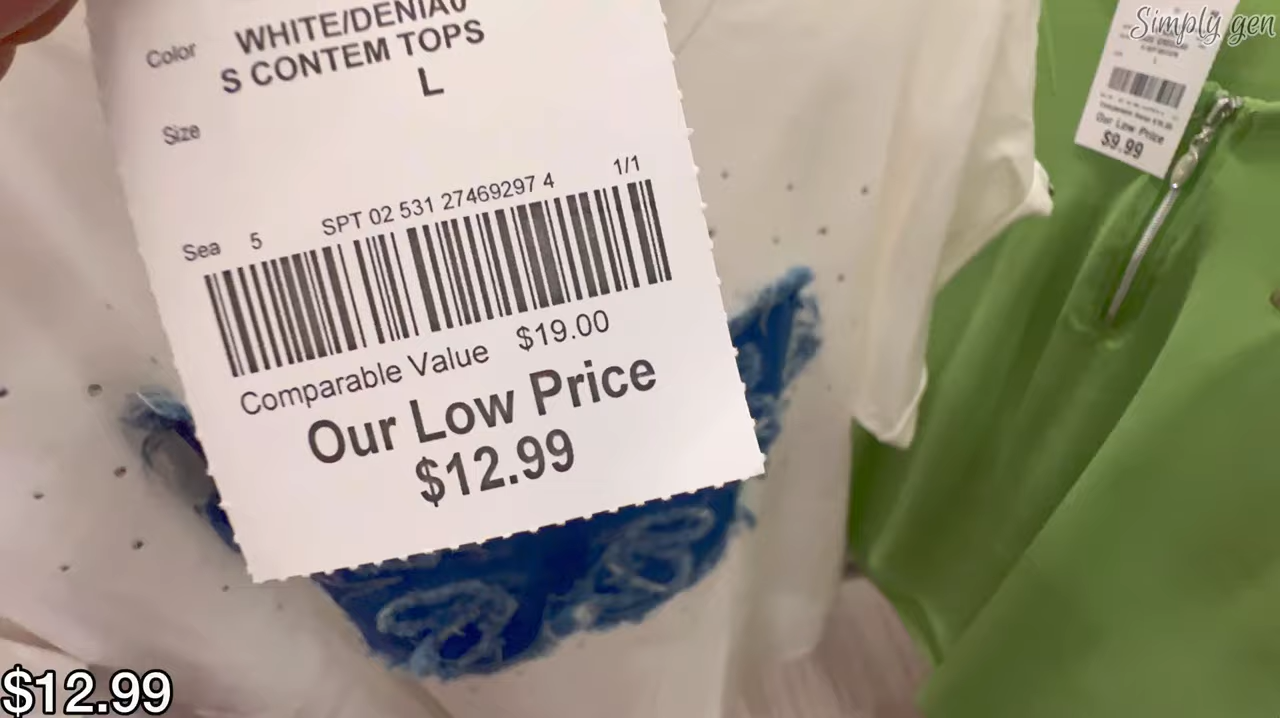 Color WHITE/DENIA0
S CONTEM TOPS
L
Size
1/1
SPT 02 531 27469297 4
Sea 5
Comparable Value $19.00
Our Low Price
$12.99
Simply gen
Our Low Price
$9.99
$12.99